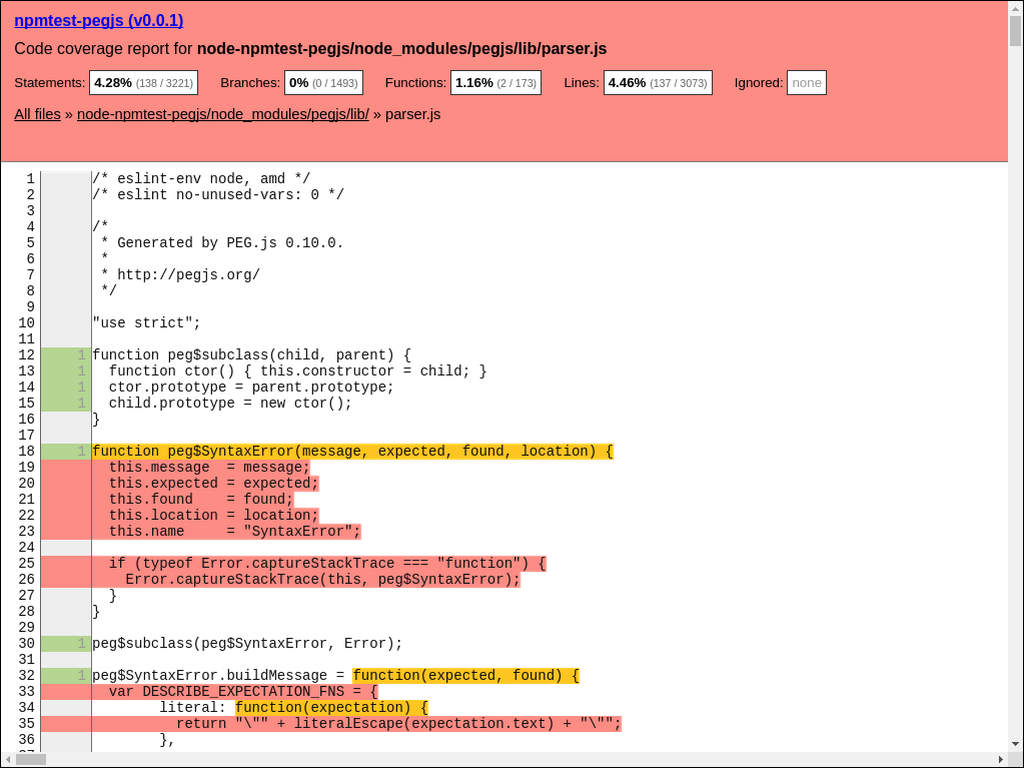 npmtest-pegjs (v0.0.1)
Code coverage report for node-npmtest-pegjs/node_modules/pegjs/lib/parser.js
Statements: 4.28% (138 / 3221) Branches: 0% (0 / 1493) Functions: 1.16% (2 / 173) Lines: 4.46% (137 / 3073) Ignored: none
All files » node-npmtest-pegjs/node_modules/pegjs/lib/ » parser.js
1 /* eslint-env node, amd */
2 /* eslint no-unused-vars: 0 */
3
4 /*
5  * Generated by PEG.js 0.10.0.
6  *
7  * http://pegjs.org/
8  */
9
10 "use strict";
11
12 1 function peg$subclass(child, parent) {
13 1   function ctor() { this.constructor = child; }
14 1   ctor.prototype = parent.prototype;
15 1   child.prototype = new ctor();
16 }
17
18 1 function peg$SyntaxError(message, expected, found, location) {
19   this.message  = message;
20   this.expected = expected;
21   this.found    = found;
22   this.location = location;
23   this.name     = "SyntaxError";
24
25   if (typeof Error.captureStackTrace === "function") {
26     Error.captureStackTrace(this, peg$SyntaxError);
27   }
28 }
29
30 1 peg$subclass(peg$SyntaxError, Error);
31
32 1 peg$SyntaxError.buildMessage = function(expected, found) {
33   var DESCRIBE_EXPECTATION_FNS = {
34         literal: function(expectation) {
35           return "\"" + literalEscape(expectation.text) + "\"";
36         },